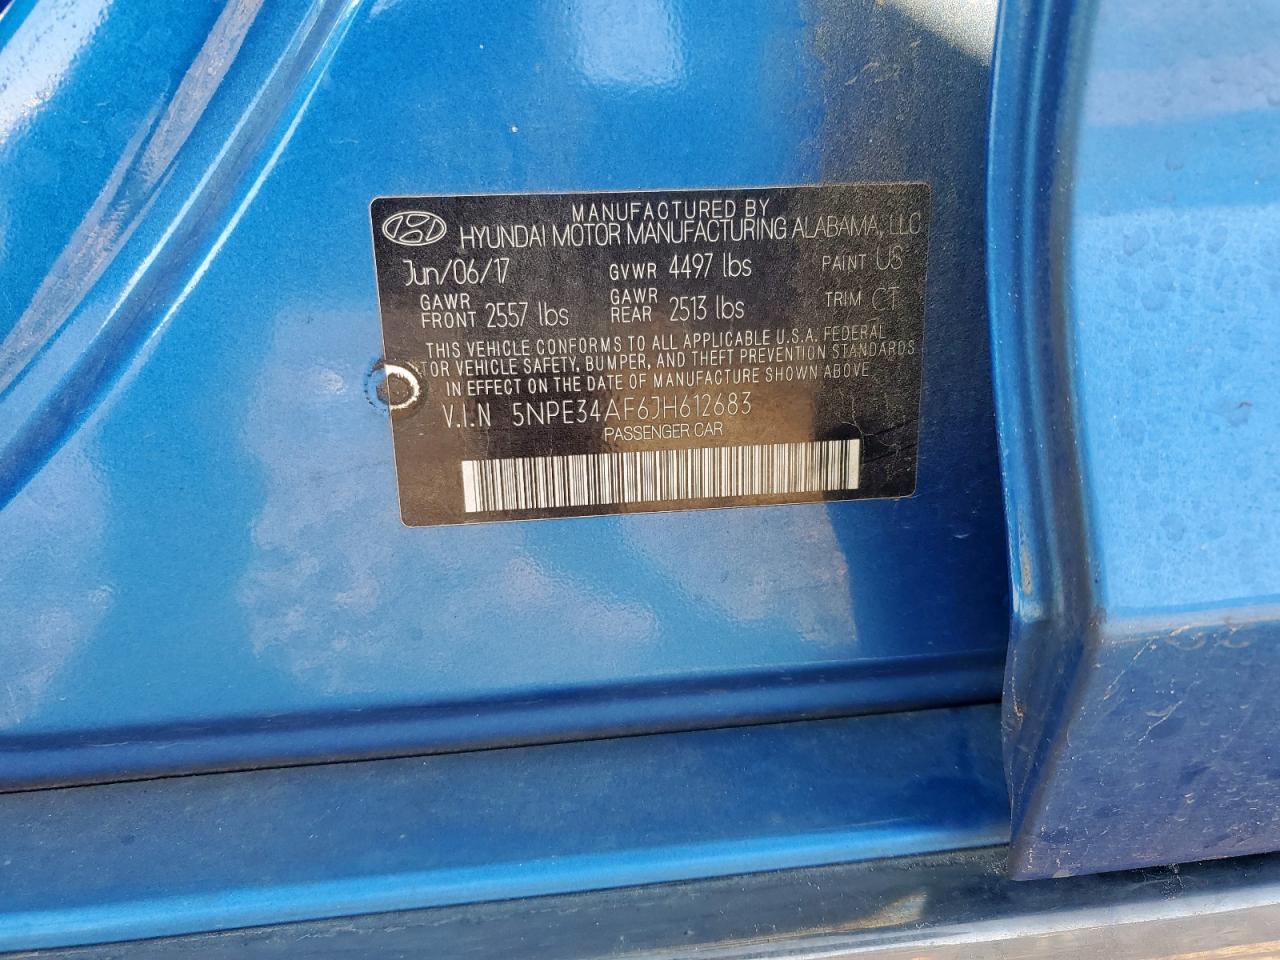 MANUFACTURED BY
HYUNDAI MOTOR MANUFACTURING ALABAMA, LLC
Jun/06/17 GVWR 4497 lbs PAINT US
GAWR FRONT 2557 lbs GAWR REAR 2513 lbs TRIM CT
THIS VEHICLE CONFORMS TO ALL APPLICABLE U.S.A. FEDERAL
TOR VEHICLE SAFETY, BUMPER, AND THEFT PREVENTION STANDARDS
IN EFFECT ON THE DATE OF MANUFACTURE SHOWN ABOVE
V.I.N 5NPE34AF6JH612683
PASSENGER CAR